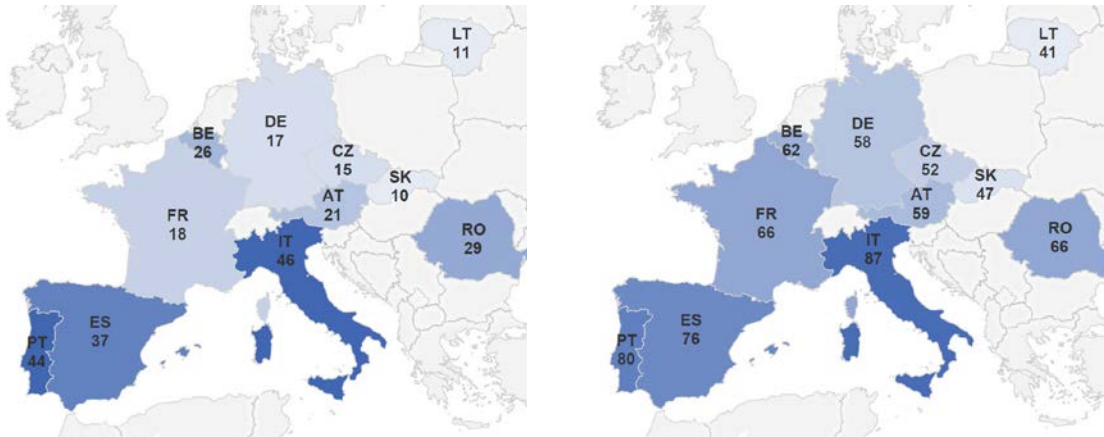 LT
11
DE
17
BE
26
CZ
15
SK
10
AT
21
FR
18
RO
29
IT
46
ES
37
PT
44
LT
41
DE
58
BE
62
CZ
52
SK
47
AT
59
FR
66
RO
66
IT
87
ES
76
PT
80